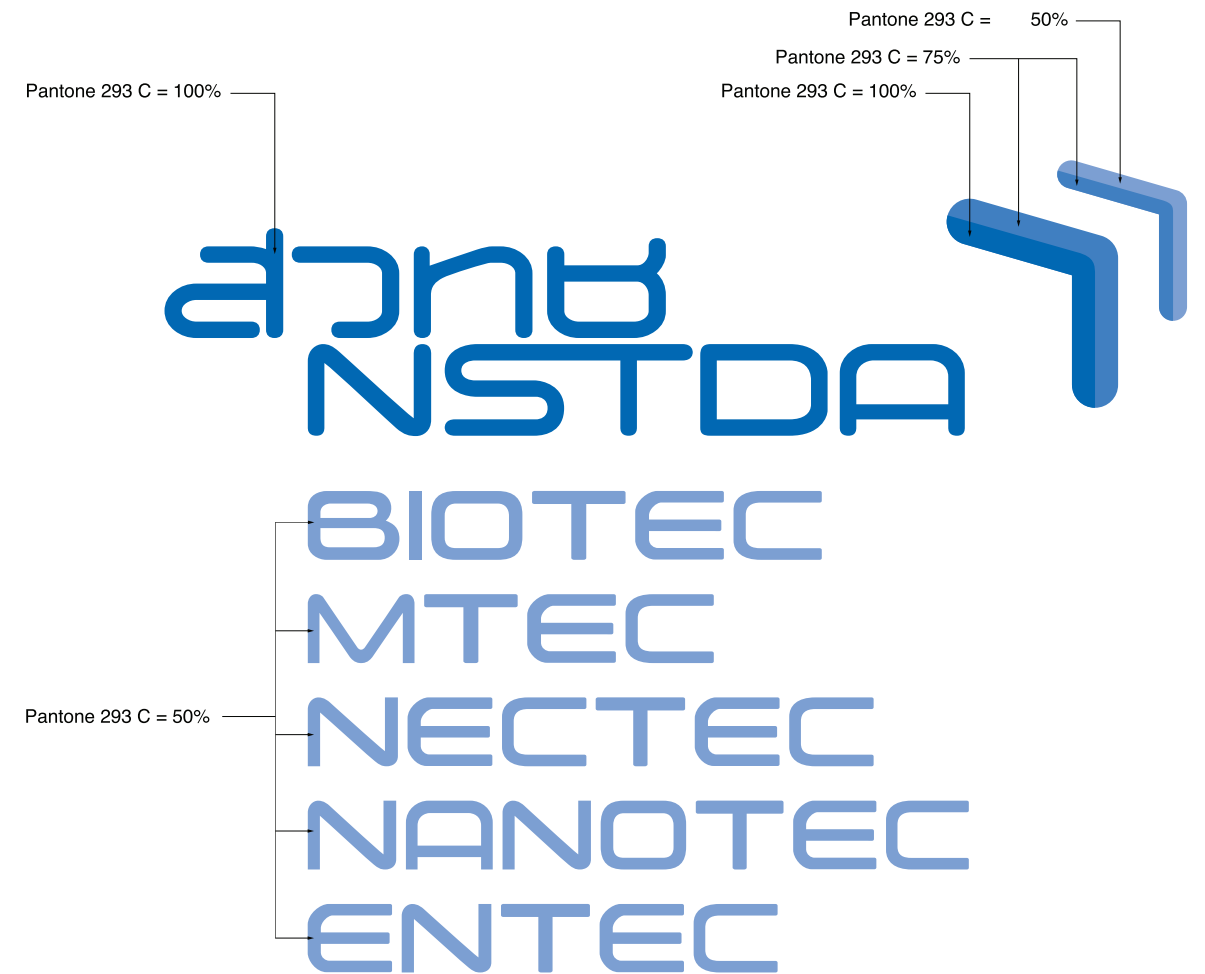 Pantone 293 C = 50%
Pantone 293 C = 75%
Pantone 293 C = 100%
Pantone 293 C = 100%
สวทช
NSTDA
BIOTEC
MTEC
NECTEC
Pantone 293 C = 50%
NANOTEC
ENTEC